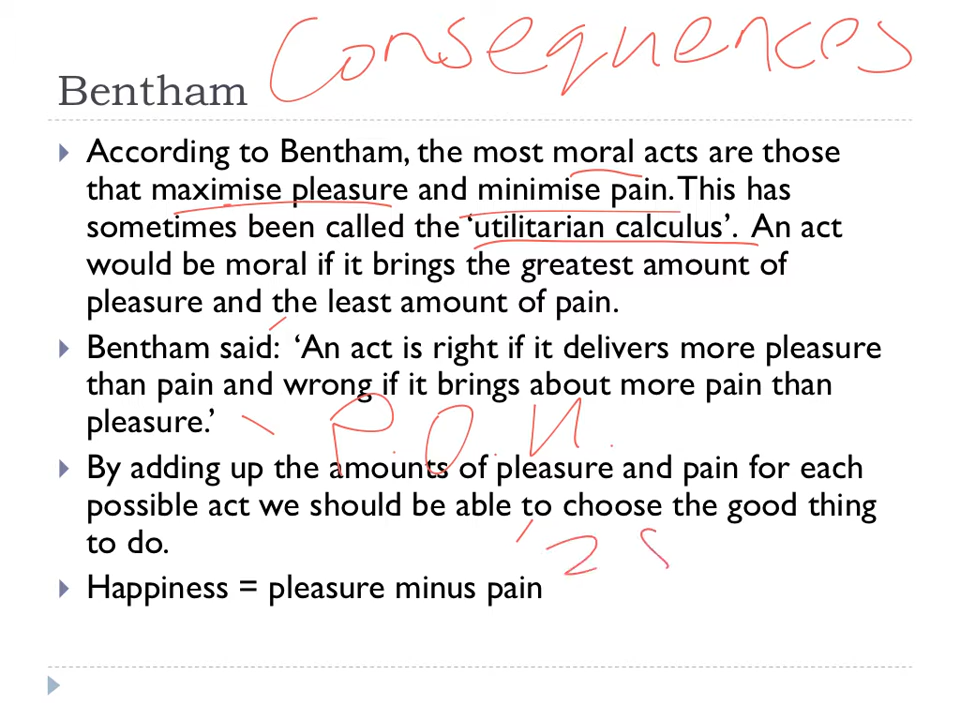 Consequences
Bentham
According to Bentham, the most moral acts are those
that maximise pleasure and minimise pain. This has
sometimes been called the ‘utilitarian calculus’. An act
would be moral if it brings the greatest amount of
pleasure and the least amount of pain.
Bentham said: ‘An act is right if it delivers more pleasure
than pain and wrong if it brings about more pain than
pleasure.’
P.O.U.
By adding up the amounts of pleasure and pain for each
possible act we should be able to choose the good thing
to do.
Happiness = pleasure minus pain